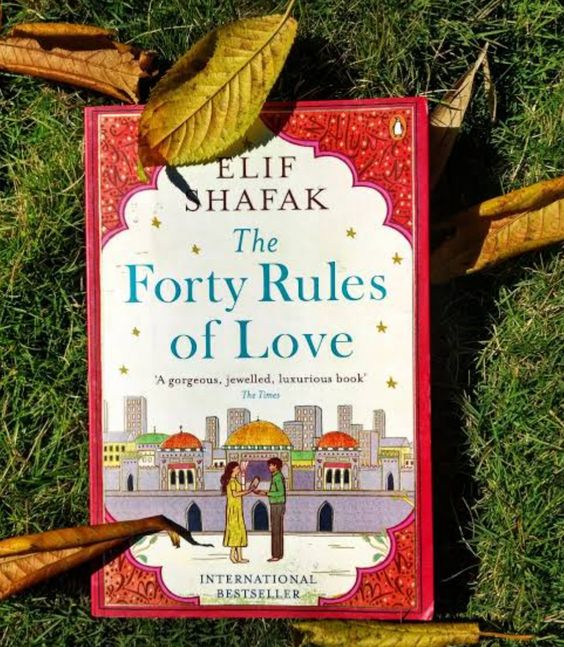 ELIF
SHAFAK
The
Forty Rules
of Love
'A gorgeous, jewelled, luxurious book'
The Times
INTERNATIONAL
BESTSELLER